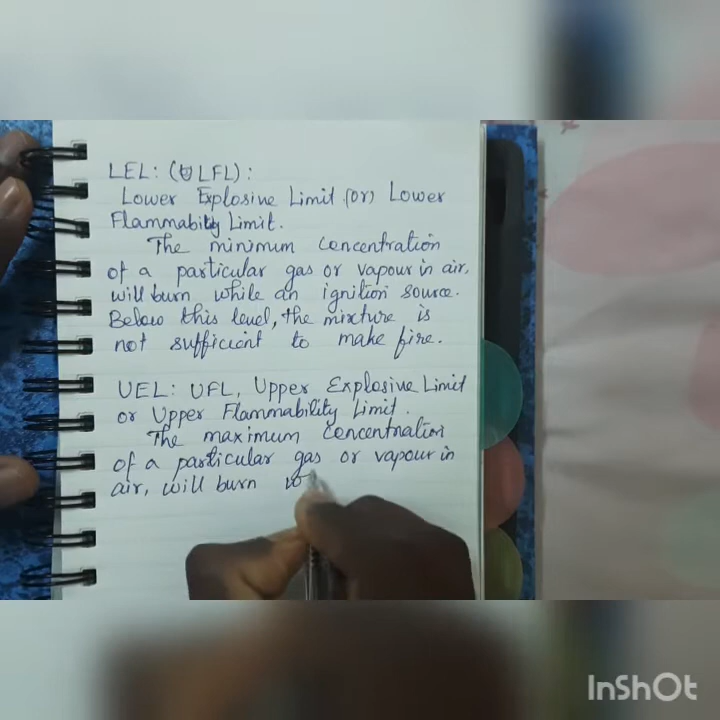 LEL: (LFL):
Lower Explosive Limit (or) Lower
Flammability Limit.
The minimum concentration
of a particular gas or vapour in air,
will burn while an ignition source.
Below this level, the mixture is
not sufficient to make fire.
UEL: UFL, Upper Explosive Limit
or Upper Flammability Limit.
The maximum concentration
of a particular gas or vapour in
air, will burn
InShOt